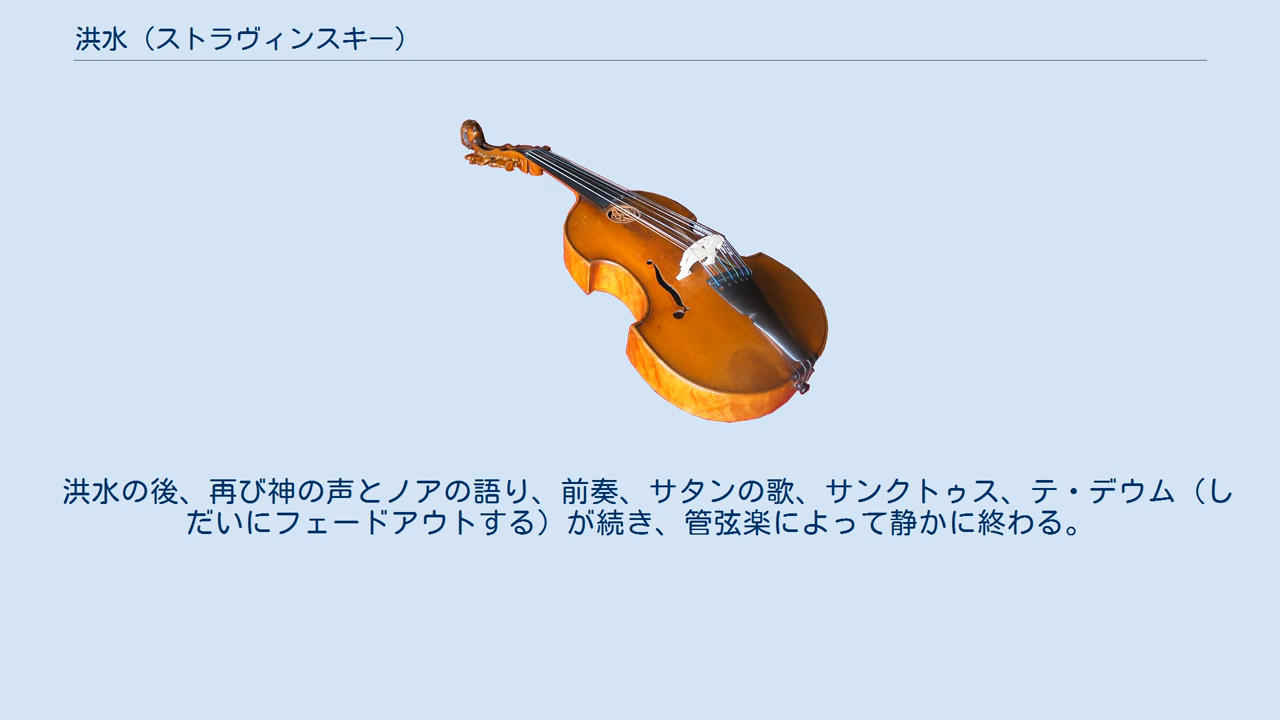 洪水（ストラヴィンスキー）
洪水の後、再び神の声とノアの語り、前奏、サタンの歌、サンクトゥス、テ・デウム（し
だいにフェードアウトする）が続き、管弦楽によって静かに終わる。